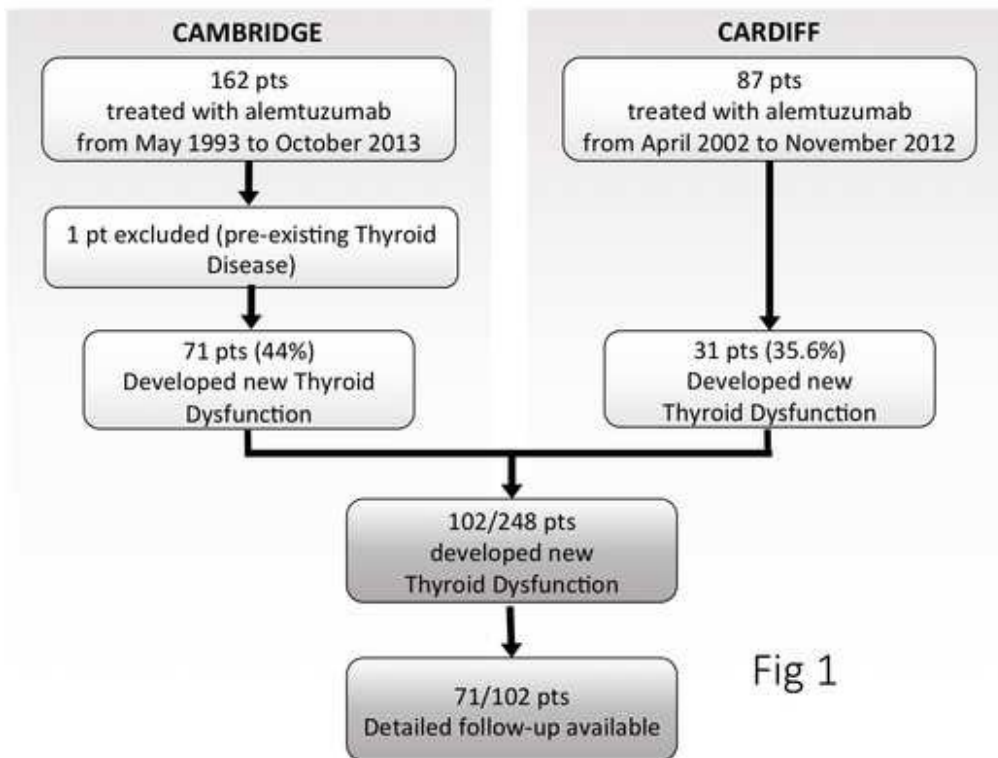 CAMBRIDGE
162 pts
treated with alemtuzumab
from May 1993 to October 2013
1 pt excluded (pre-existing Thyroid
Disease)
71 pts (44%)
Developed new Thyroid
Dysfunction
CARDIFF
87 pts
treated with alemtuzumab
from April 2002 to November 2012
31 pts (35.6%)
Developed new
Thyroid Dysfunction
102/248 pts
developed new
Thyroid Dysfunction
71/102 pts
Detailed follow-up available
Fig 1